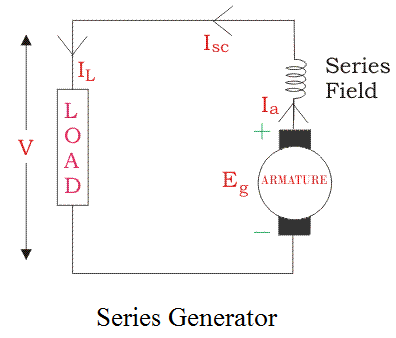 I_sc
I_L
Series
Field
I_a
+
LOAD
V
E_g
ARMATURE
−
Series Generator